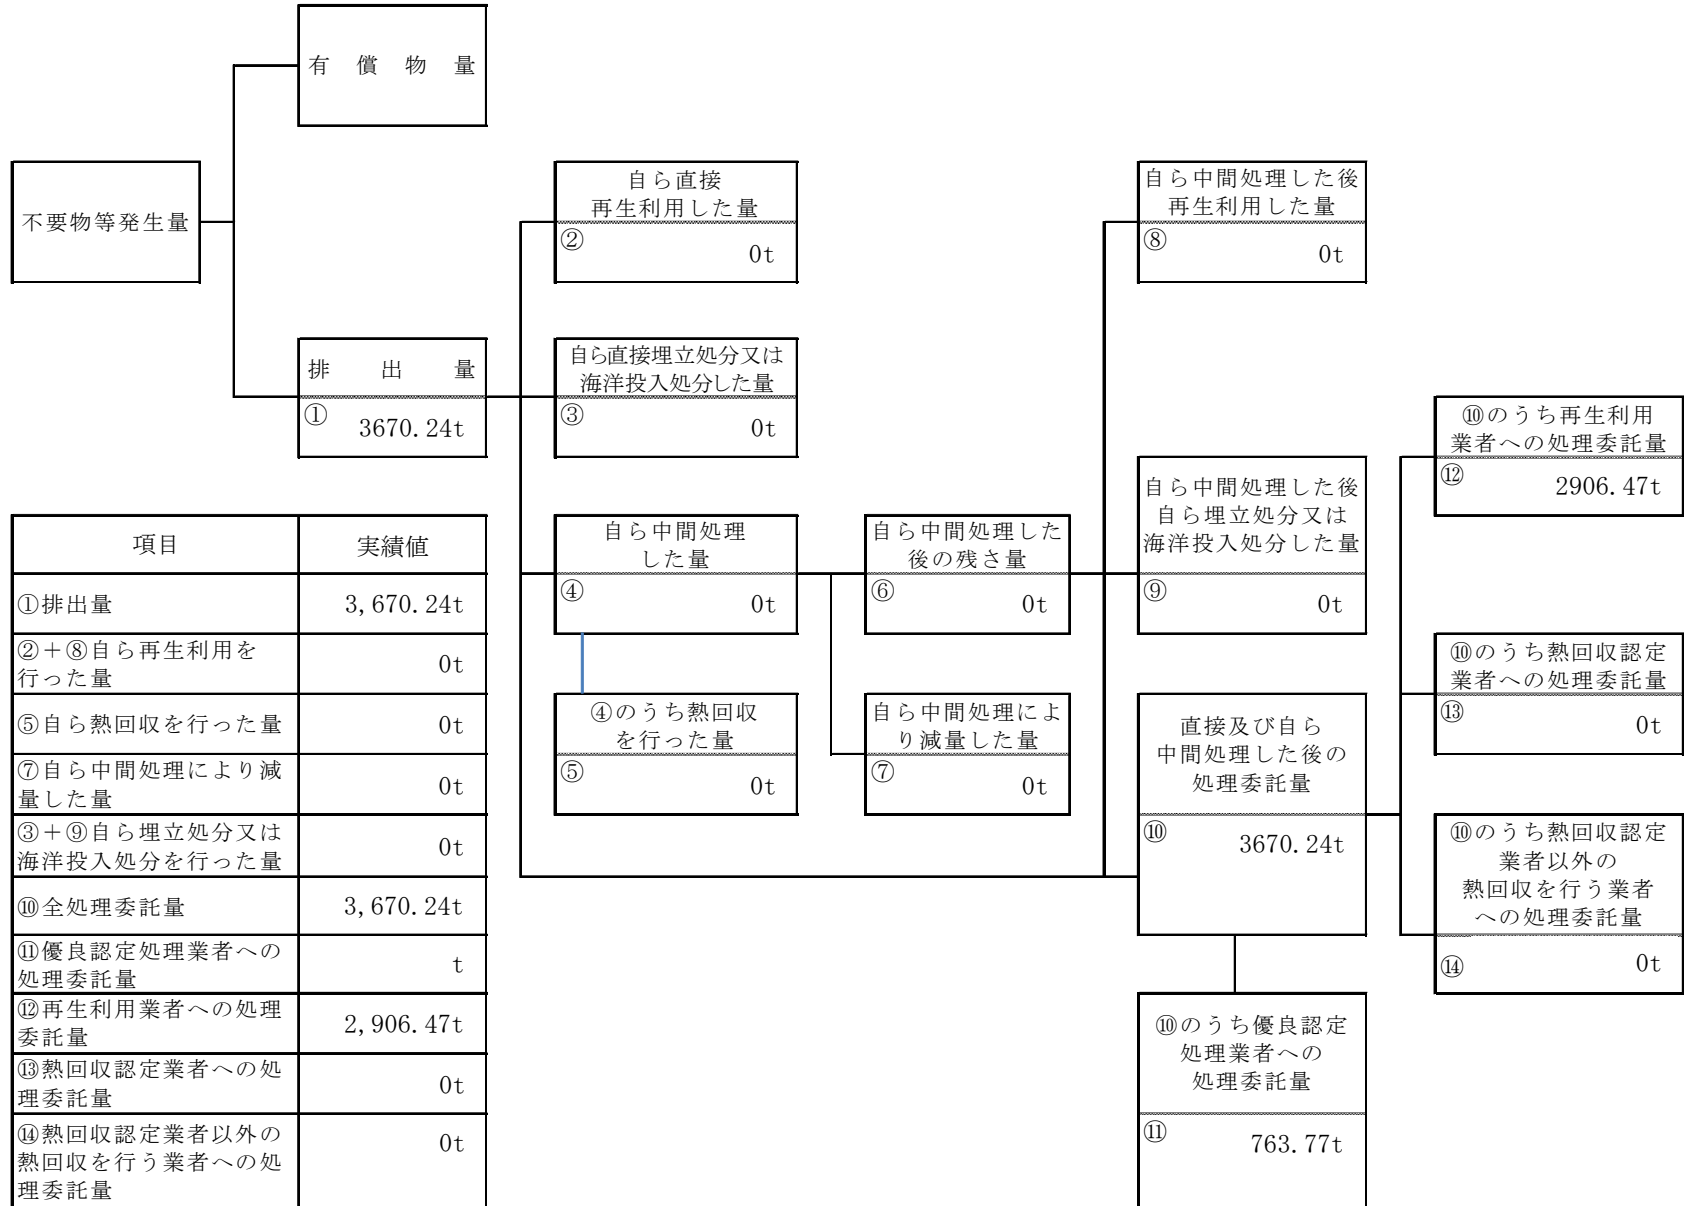 有償物量
不要物等発生量
排出量
① 3670.24t
自ら直接
再生利用した量
② 0t
自ら直接埋立処分又は
海洋投入処分した量
③ 0t
自ら中間処理
した量
④ 0t
④のうち熱回収
を行った量
⑤ 0t
自ら中間処理した
後の残さ量
⑥ 0t
自ら中間処理によ
り減量した量
⑦ 0t
自ら中間処理した後
再生利用した量
⑧ 0t
自ら中間処理した後
自ら埋立処分又は
海洋投入処分した量
⑨ 0t
直接及び自ら
中間処理した後の
処理委託量
⑩ 3670.24t
⑩のうち優良認定
処理業者への
処理委託量
⑪ 763.77t
⑩のうち再生利用
業者への処理委託量
⑫ 2906.47t
⑩のうち熱回収認定
業者への処理委託量
⑬ 0t
⑩のうち熱回収認定
業者以外の
熱回収を行う業者
への処理委託量
⑭ 0t
項目 実績値
①排出量 3,670.24t
②＋⑧自ら再生利用を
行った量 0t
⑤自ら熱回収を行った量 0t
⑦自ら中間処理により減
量した量 0t
③＋⑨自ら埋立処分又は
海洋投入処分を行った量 0t
⑩全処理委託量 3,670.24t
⑪優良認定処理業者への
処理委託量 t
⑫再生利用業者への処理
委託量 2,906.47t
⑬熱回収認定業者への処
理委託量 0t
⑭熱回収認定業者以外の
熱回収を行う業者への処
理委託量 0t